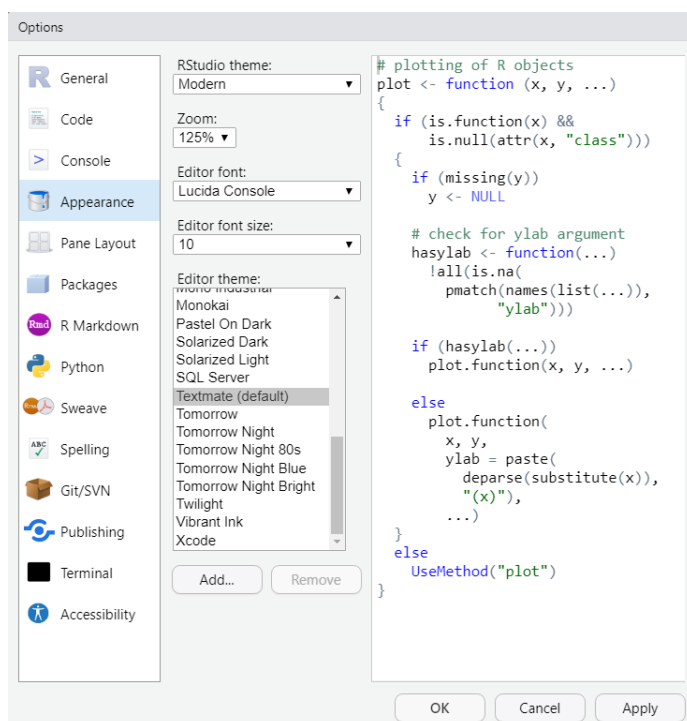 Options
R General
Code
> Console
Appearance
Pane Layout
Packages
Rmd R Markdown
Python
Sweave
ABC Spelling
Git/SVN
Publishing
Terminal
Accessibility
RStudio theme:
Modern
Zoom:
125%
Editor font:
Lucida Console
Editor font size:
10
Editor theme:
Mono Industrial
Monokai
Pastel On Dark
Solarized Dark
Solarized Light
SQL Server
Textmate (default)
Tomorrow
Tomorrow Night
Tomorrow Night 80s
Tomorrow Night Blue
Tomorrow Night Bright
Twilight
Vibrant Ink
Xcode
Add...
Remove
# plotting of R objects
plot <- function (x, y, ...)
{
  if (is.function(x) &&
      is.null(attr(x, "class")))
  {
    if (missing(y))
      y <- NULL

    # check for ylab argument
    hasylab <- function(...)
      !all(is.na(
        pmatch(names(list(...)),
              "ylab")))

    if (hasylab(...))
      plot.function(x, y, ...)

    else
      plot.function(
        x, y,
        ylab = paste(
          deparse(substitute(x)),
          "(x)"),
        ...)
  }
  else
    UseMethod("plot")
}
OK
Cancel
Apply